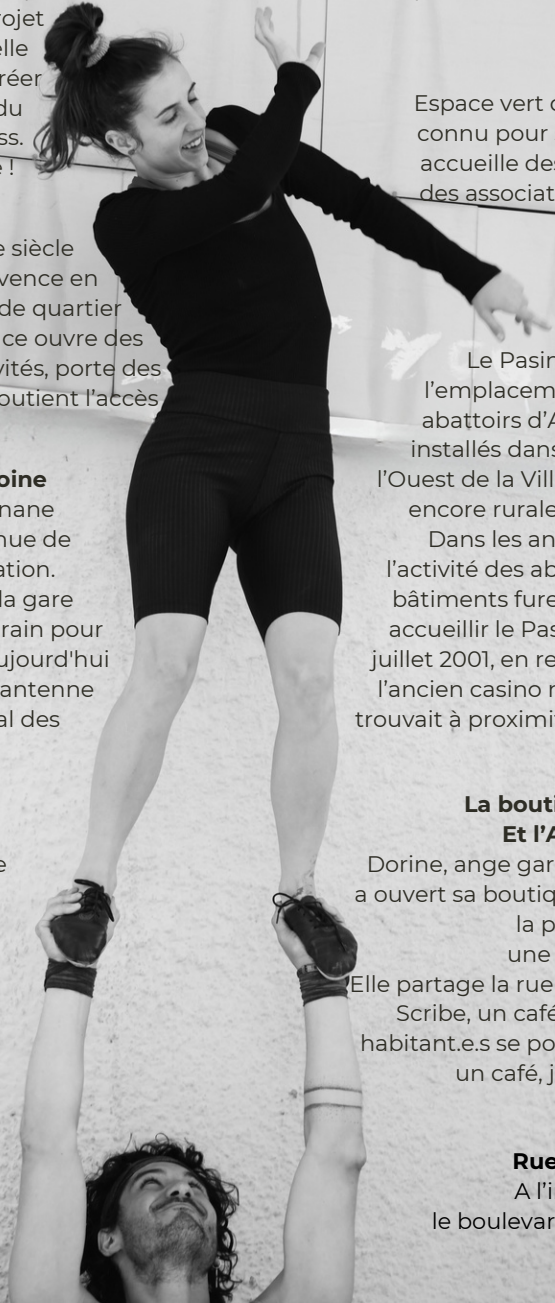 rojet
elle
réer
du
ss.
e !
e siècle
vence en
de quartier
ce ouvre des
vités, porte des
outient l'accès
oine
nane
nue de
ation.
la gare
rain pour
ujourd'hui
antenne
al des
e
Espace vert
connu pour
accueille des
des associat
Le Pasin
l'emplacem
abattoirs d'A
installés dans
l'Ouest de la Vill
encore rurale
Dans les an
l'activité des ab
bâtiments fure
accueillir le Pas
juillet 2001, en re
l'ancien casino
trouvait à proximit
La bouti
Et l'A
Dorine, ange gar
a ouvert sa boutiq
la p
une
Elle partage la rue
Scribe, un café
habitant.e.s se po
un café, j
Rue
A l'i
le boulevar